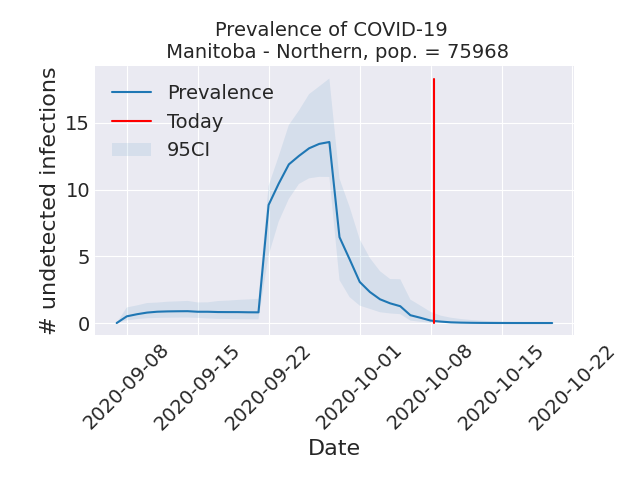 Prevalence of COVID-19
Manitoba - Northern, pop. = 75968
# undetected infections
15
10
5
0
Prevalence
Today
95CI
2020-09-08
2020-09-15
2020-09-22
2020-10-01
2020-10-08
2020-10-15
2020-10-22
Date